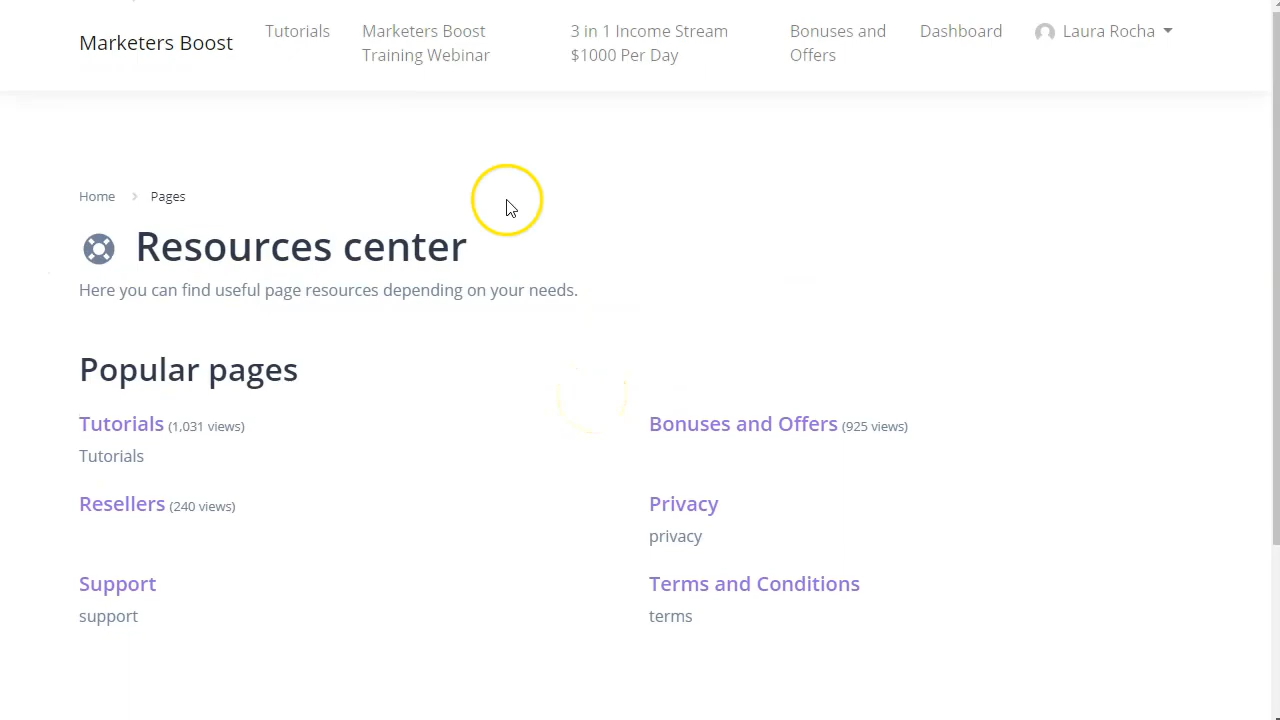 Marketers Boost
Tutorials
Marketers Boost
Training Webinar
3 in 1 Income Stream
$1000 Per Day
Bonuses and
Offers
Dashboard
Laura Rocha
Home
Pages
Resources center
Here you can find useful page resources depending on your needs.
Popular pages
Tutorials (1,031 views)
Tutorials
Bonuses and Offers (925 views)
Resellers (240 views)
Privacy
privacy
Support
support
Terms and Conditions
terms